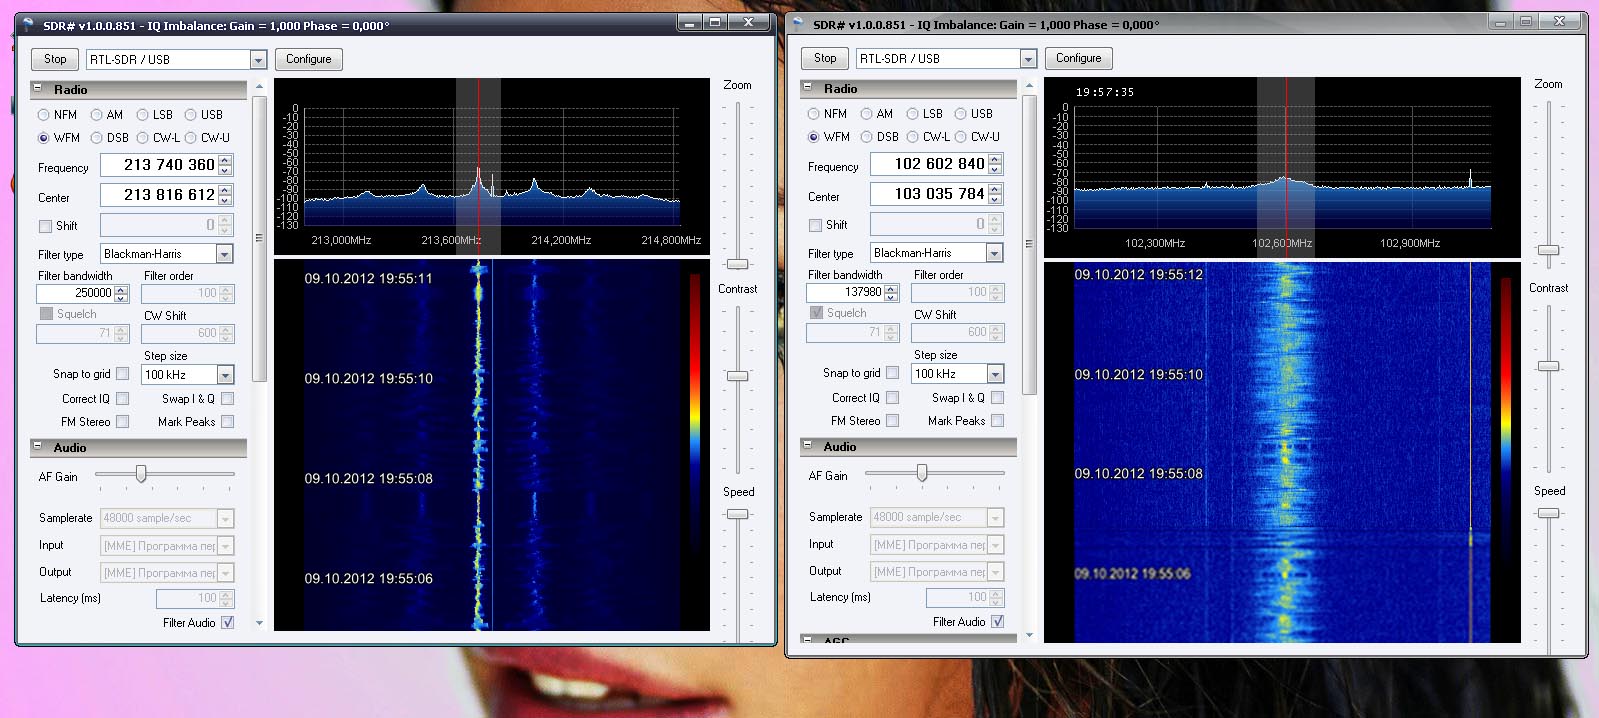 SDR# v1.0.0.851 - IQ Imbalance: Gain = 1,000 Phase = 0,000°
Stop
RTL-SDR / USB
Configure
Radio
NFM AM LSB USB
WFM DSB CW-L CW-U
Frequency 213 740 360
Center 213 816 612
Shift 0
Filter type Blackman-Harris
Filter bandwidth Filter order
250000 100
Squelch CW Shift
71 600
Step size
Snap to grid 100 kHz
Correct IQ Swap I & Q
FM Stereo Mark Peaks
Audio
AF Gain
Samplerate 48000 sample/sec
Input [MME] Программа пер
Output [MME] Программа пер
Latency (ms) 100
Filter Audio
0
-10
-20
-30
-40
-50
-60
-70
-80
-90
-100
-110
-120
-130
213,000MHz 213,600MHz 214,200MHz 214,800MHz
09.10.2012 19:55:11
09.10.2012 19:55:10
09.10.2012 19:55:08
09.10.2012 19:55:06
Zoom
Contrast
Speed
SDR# v1.0.0.851 - IQ Imbalance: Gain = 1,000 Phase = 0,000°
Stop
RTL-SDR / USB
Configure
Radio
NFM AM LSB USB
WFM DSB CW-L CW-U
Frequency 102 602 840
Center 103 035 784
Shift 0
Filter type Blackman-Harris
Filter bandwidth Filter order
137980 100
Squelch CW Shift
71 600
Step size
Snap to grid 100 kHz
Correct IQ Swap I & Q
FM Stereo Mark Peaks
Audio
AF Gain
Samplerate 48000 sample/sec
Input [MME] Программа пер
Output [MME] Программа пер
Latency (ms) 100
Filter Audio
AGC
19:57:35
0
-10
-20
-30
-40
-50
-60
-70
-80
-90
-100
-110
-120
-130
102,300MHz 102,600MHz 102,900MHz
09.10.2012 19:55:12
09.10.2012 19:55:10
09.10.2012 19:55:08
09.10.2012 19:55:06
Zoom
Contrast
Speed